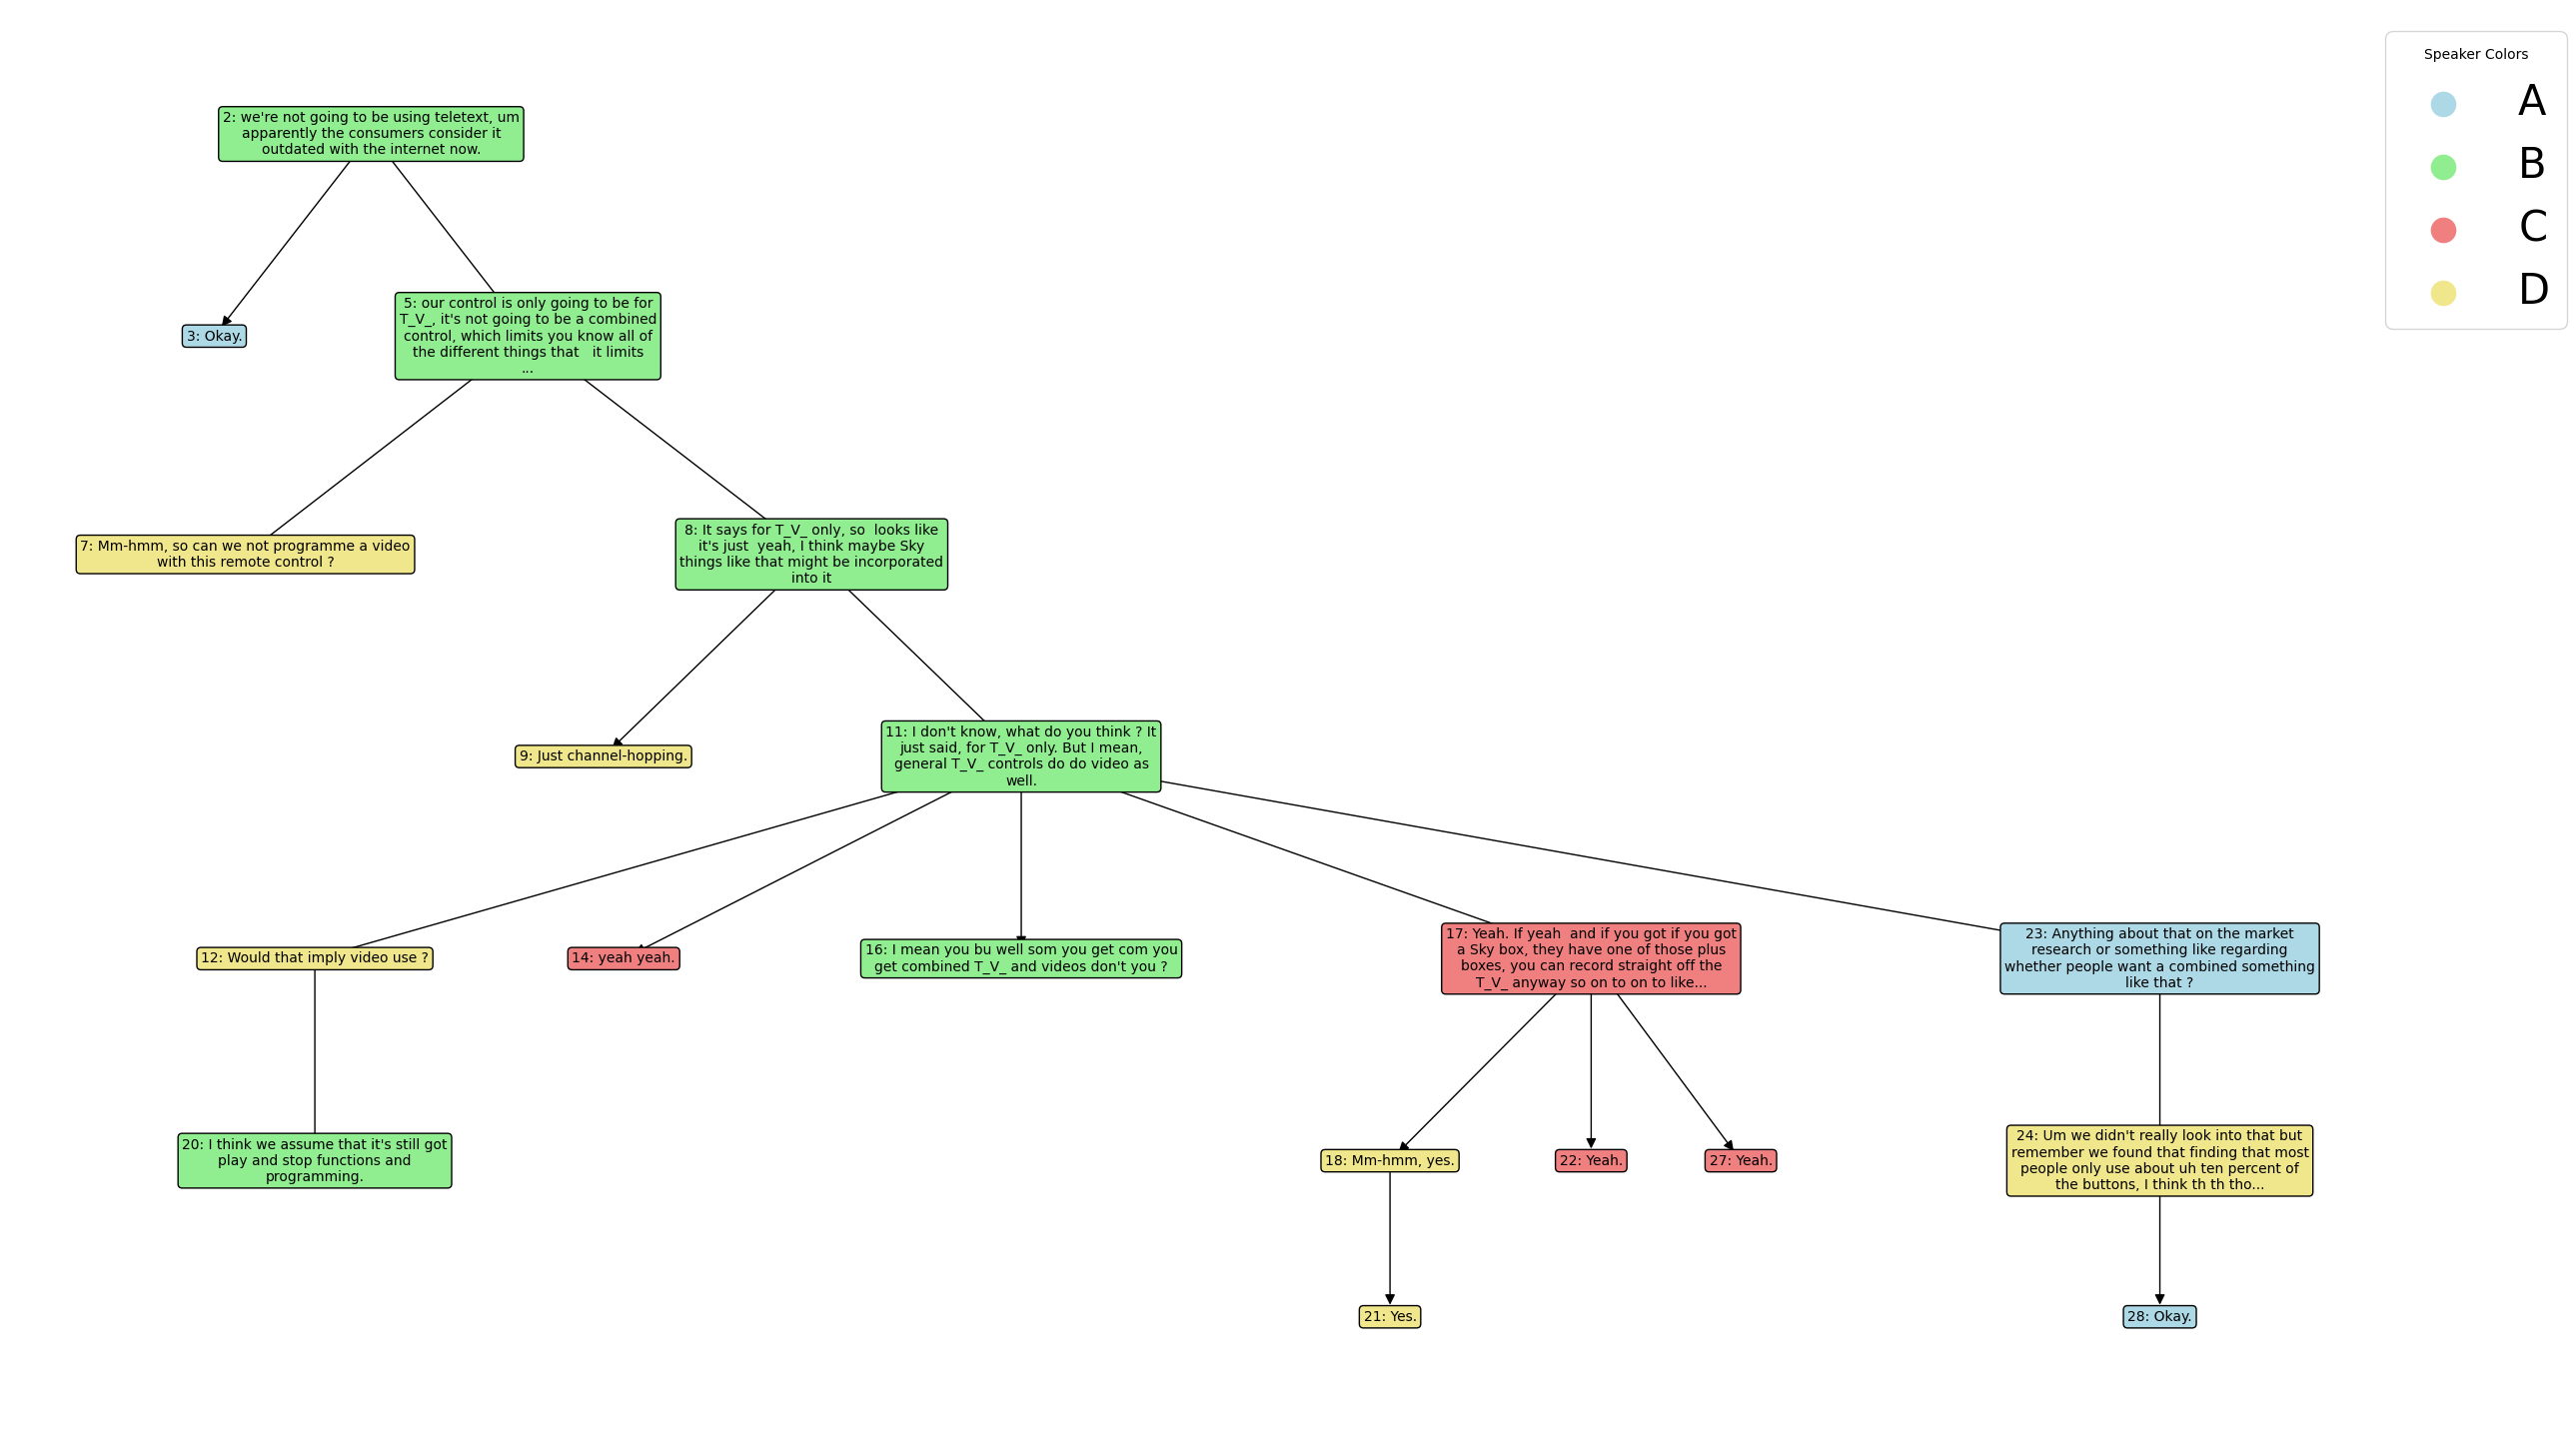 Speaker Colors
A
B
C
D
2: we're not going to be using teletext, um
apparently the consumers consider it
outdated with the internet now.
3: Okay.
5: our control is only going to be for
T_V_, it's not going to be a combined
control, which limits you know all of
the different things that   it limits
...
7: Mm-hmm, so can we not programme a video
with this remote control ?
8: It says for T_V_ only, so  looks like
it's just  yeah, I think maybe Sky
things like that might be incorporated
into it
9: Just channel-hopping.
11: I don't know, what do you think ? It
just said, for T_V_ only. But I mean,
general T_V_ controls do do video as
well.
12: Would that imply video use ?
14: yeah yeah.
16: I mean you bu well som you get com you
get combined T_V_ and videos don't you ?
17: Yeah. If yeah  and if you got if you got
a Sky box, they have one of those plus
boxes, you can record straight off the
T_V_ anyway so on to on to like...
23: Anything about that on the market
research or something like regarding
whether people want a combined something
like that ?
20: I think we assume that it's still got
play and stop functions and
programming.
18: Mm-hmm, yes.
22: Yeah.
27: Yeah.
24: Um we didn't really look into that but
remember we found that finding that most
people only use about uh ten percent of
the buttons, I think th th tho...
21: Yes.
28: Okay.